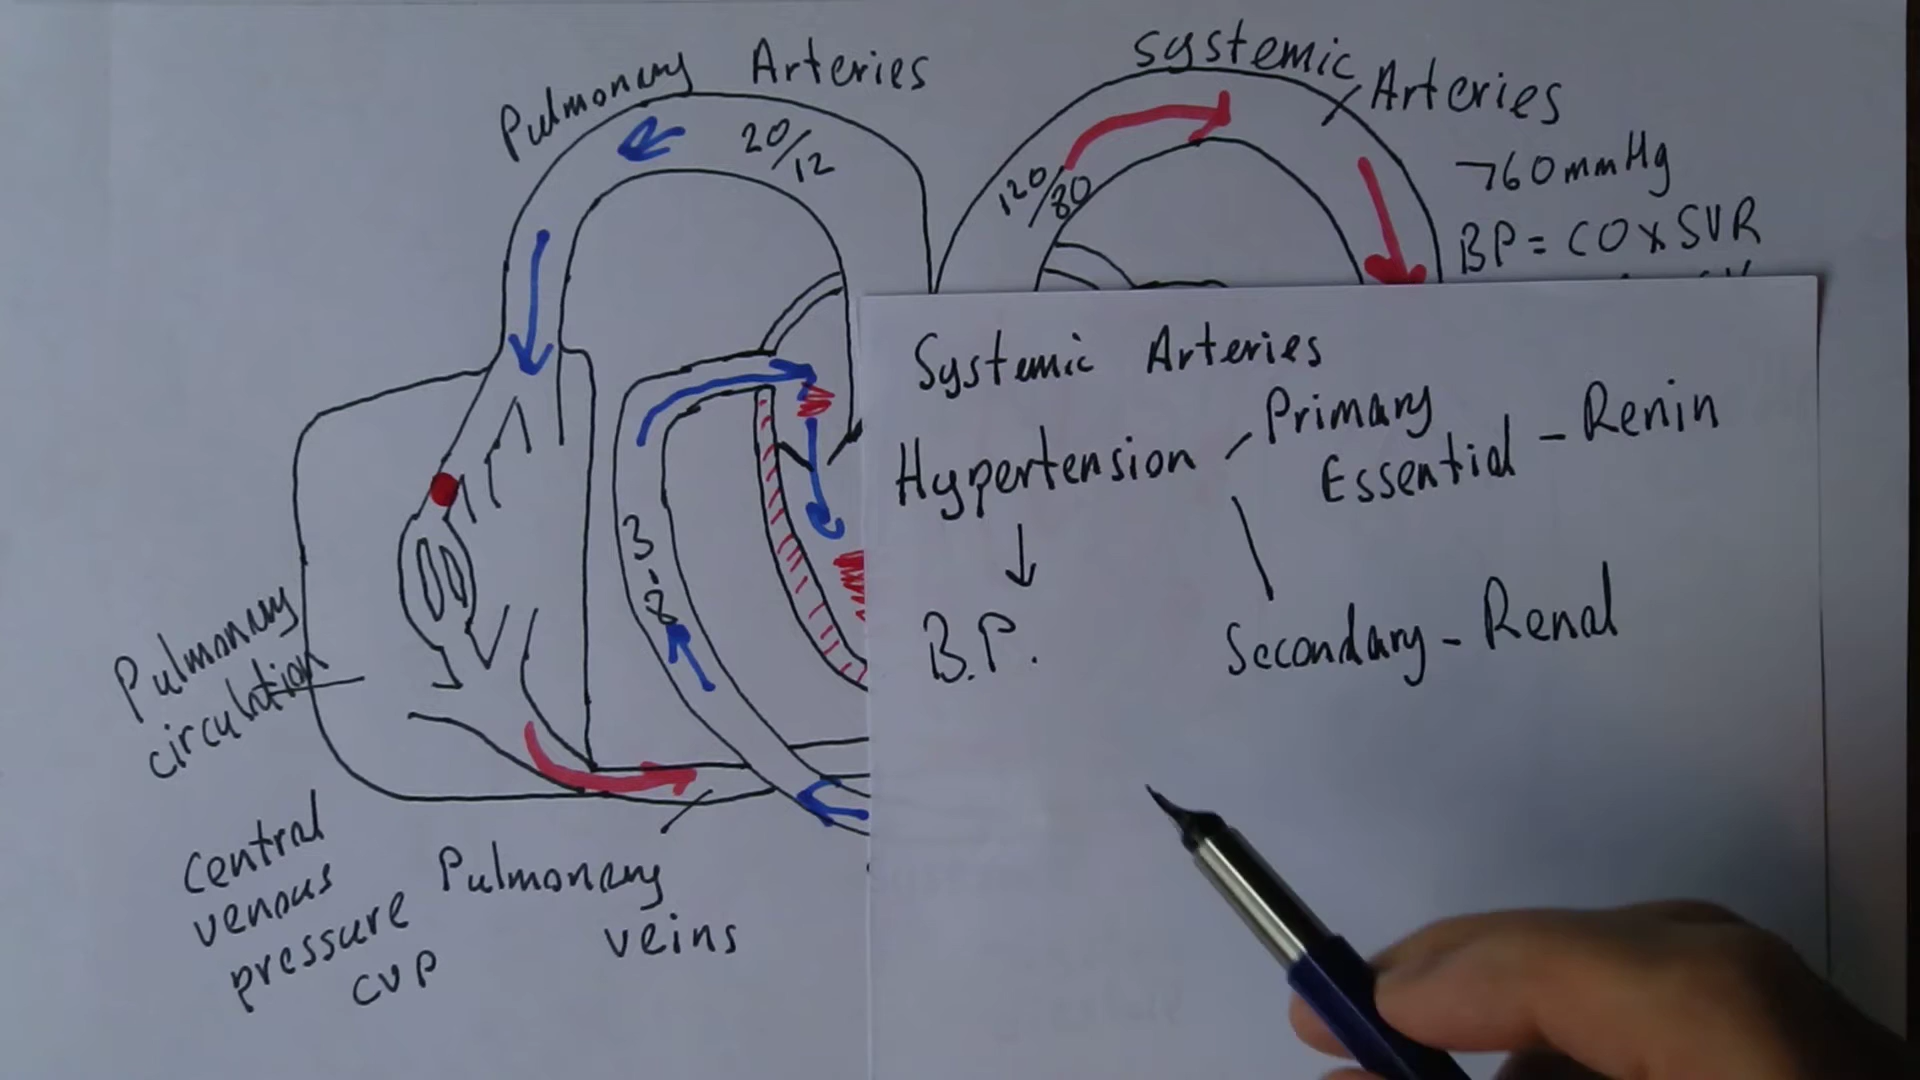 Pulmonary Arteries
20/12
systemic
Arteries
120/80
760mmHg
BP = CO x SVR
Systemic Arteries
Hypertension
Primary
Essential - Renin
B.P.
Secondary - Renal
3-8
Pulmonary
circulation
central
venous
pressure
CVP
Pulmonary
veins